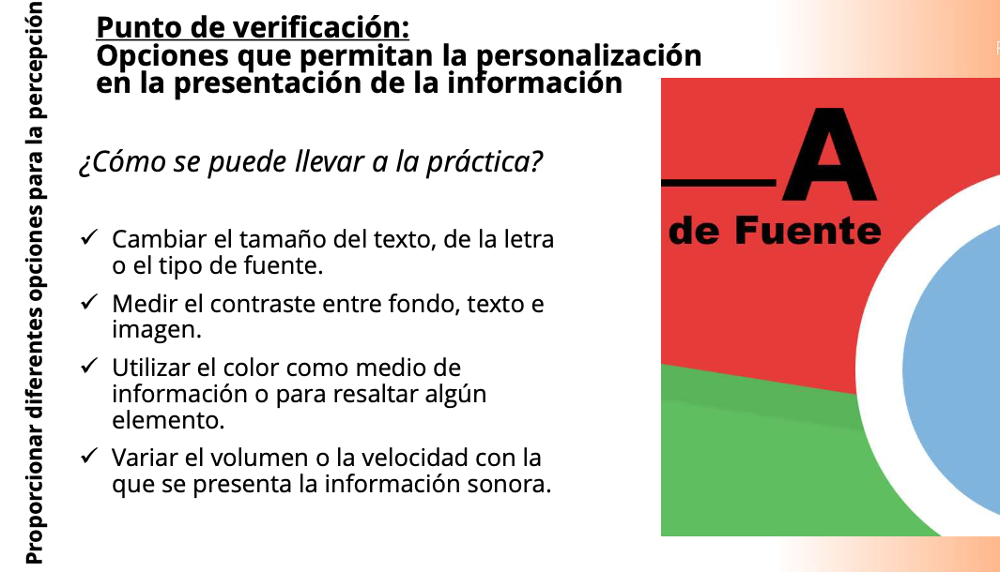 Proporcionar diferentes opciones para la percepción
Punto de verificación:
Opciones que permitan la personalización
en la presentación de la información
¿Cómo se puede llevar a la práctica?
✓ Cambiar el tamaño del texto, de la letra
o el tipo de fuente.
✓ Medir el contraste entre fondo, texto e
imagen.
✓ Utilizar el color como medio de
información o para resaltar algún
elemento.
✓ Variar el volumen o la velocidad con la
que se presenta la información sonora.
A
de Fuente